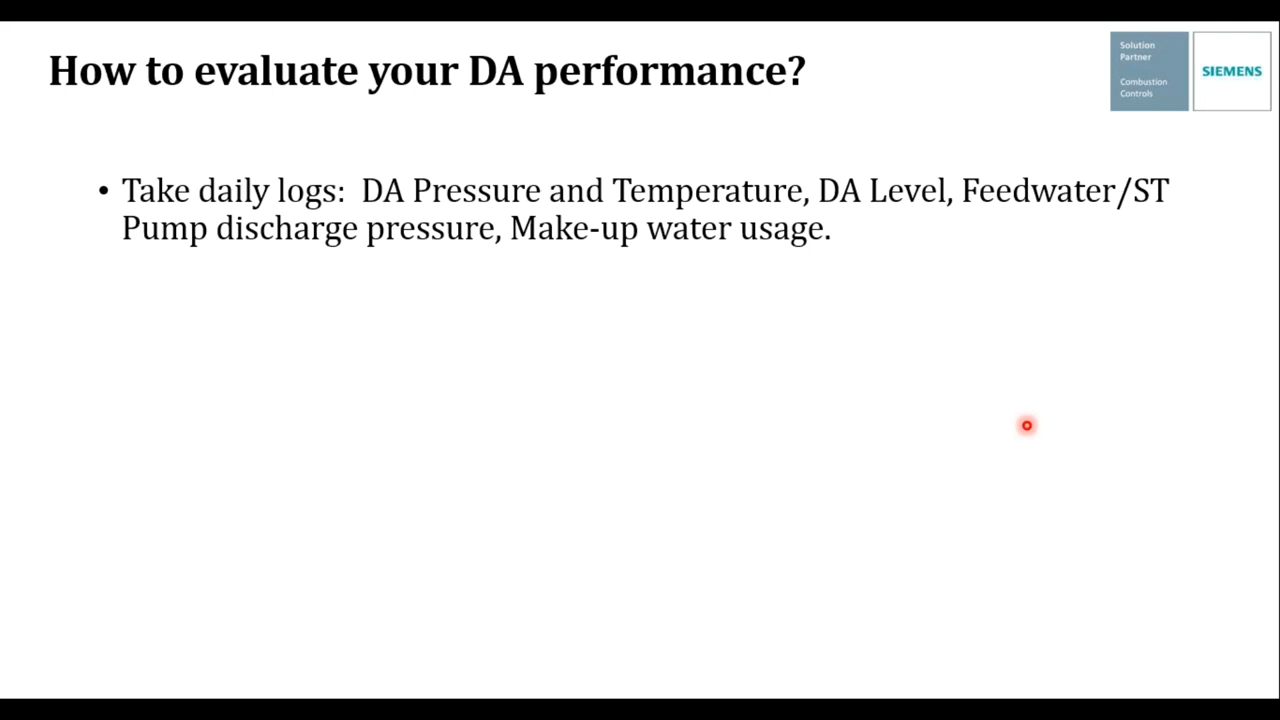 How to evaluate your DA performance?
Solution
Partner
Combustion
Controls
SIEMENS
• Take daily logs:  DA Pressure and Temperature, DA Level, Feedwater/ST
Pump discharge pressure, Make-up water usage.